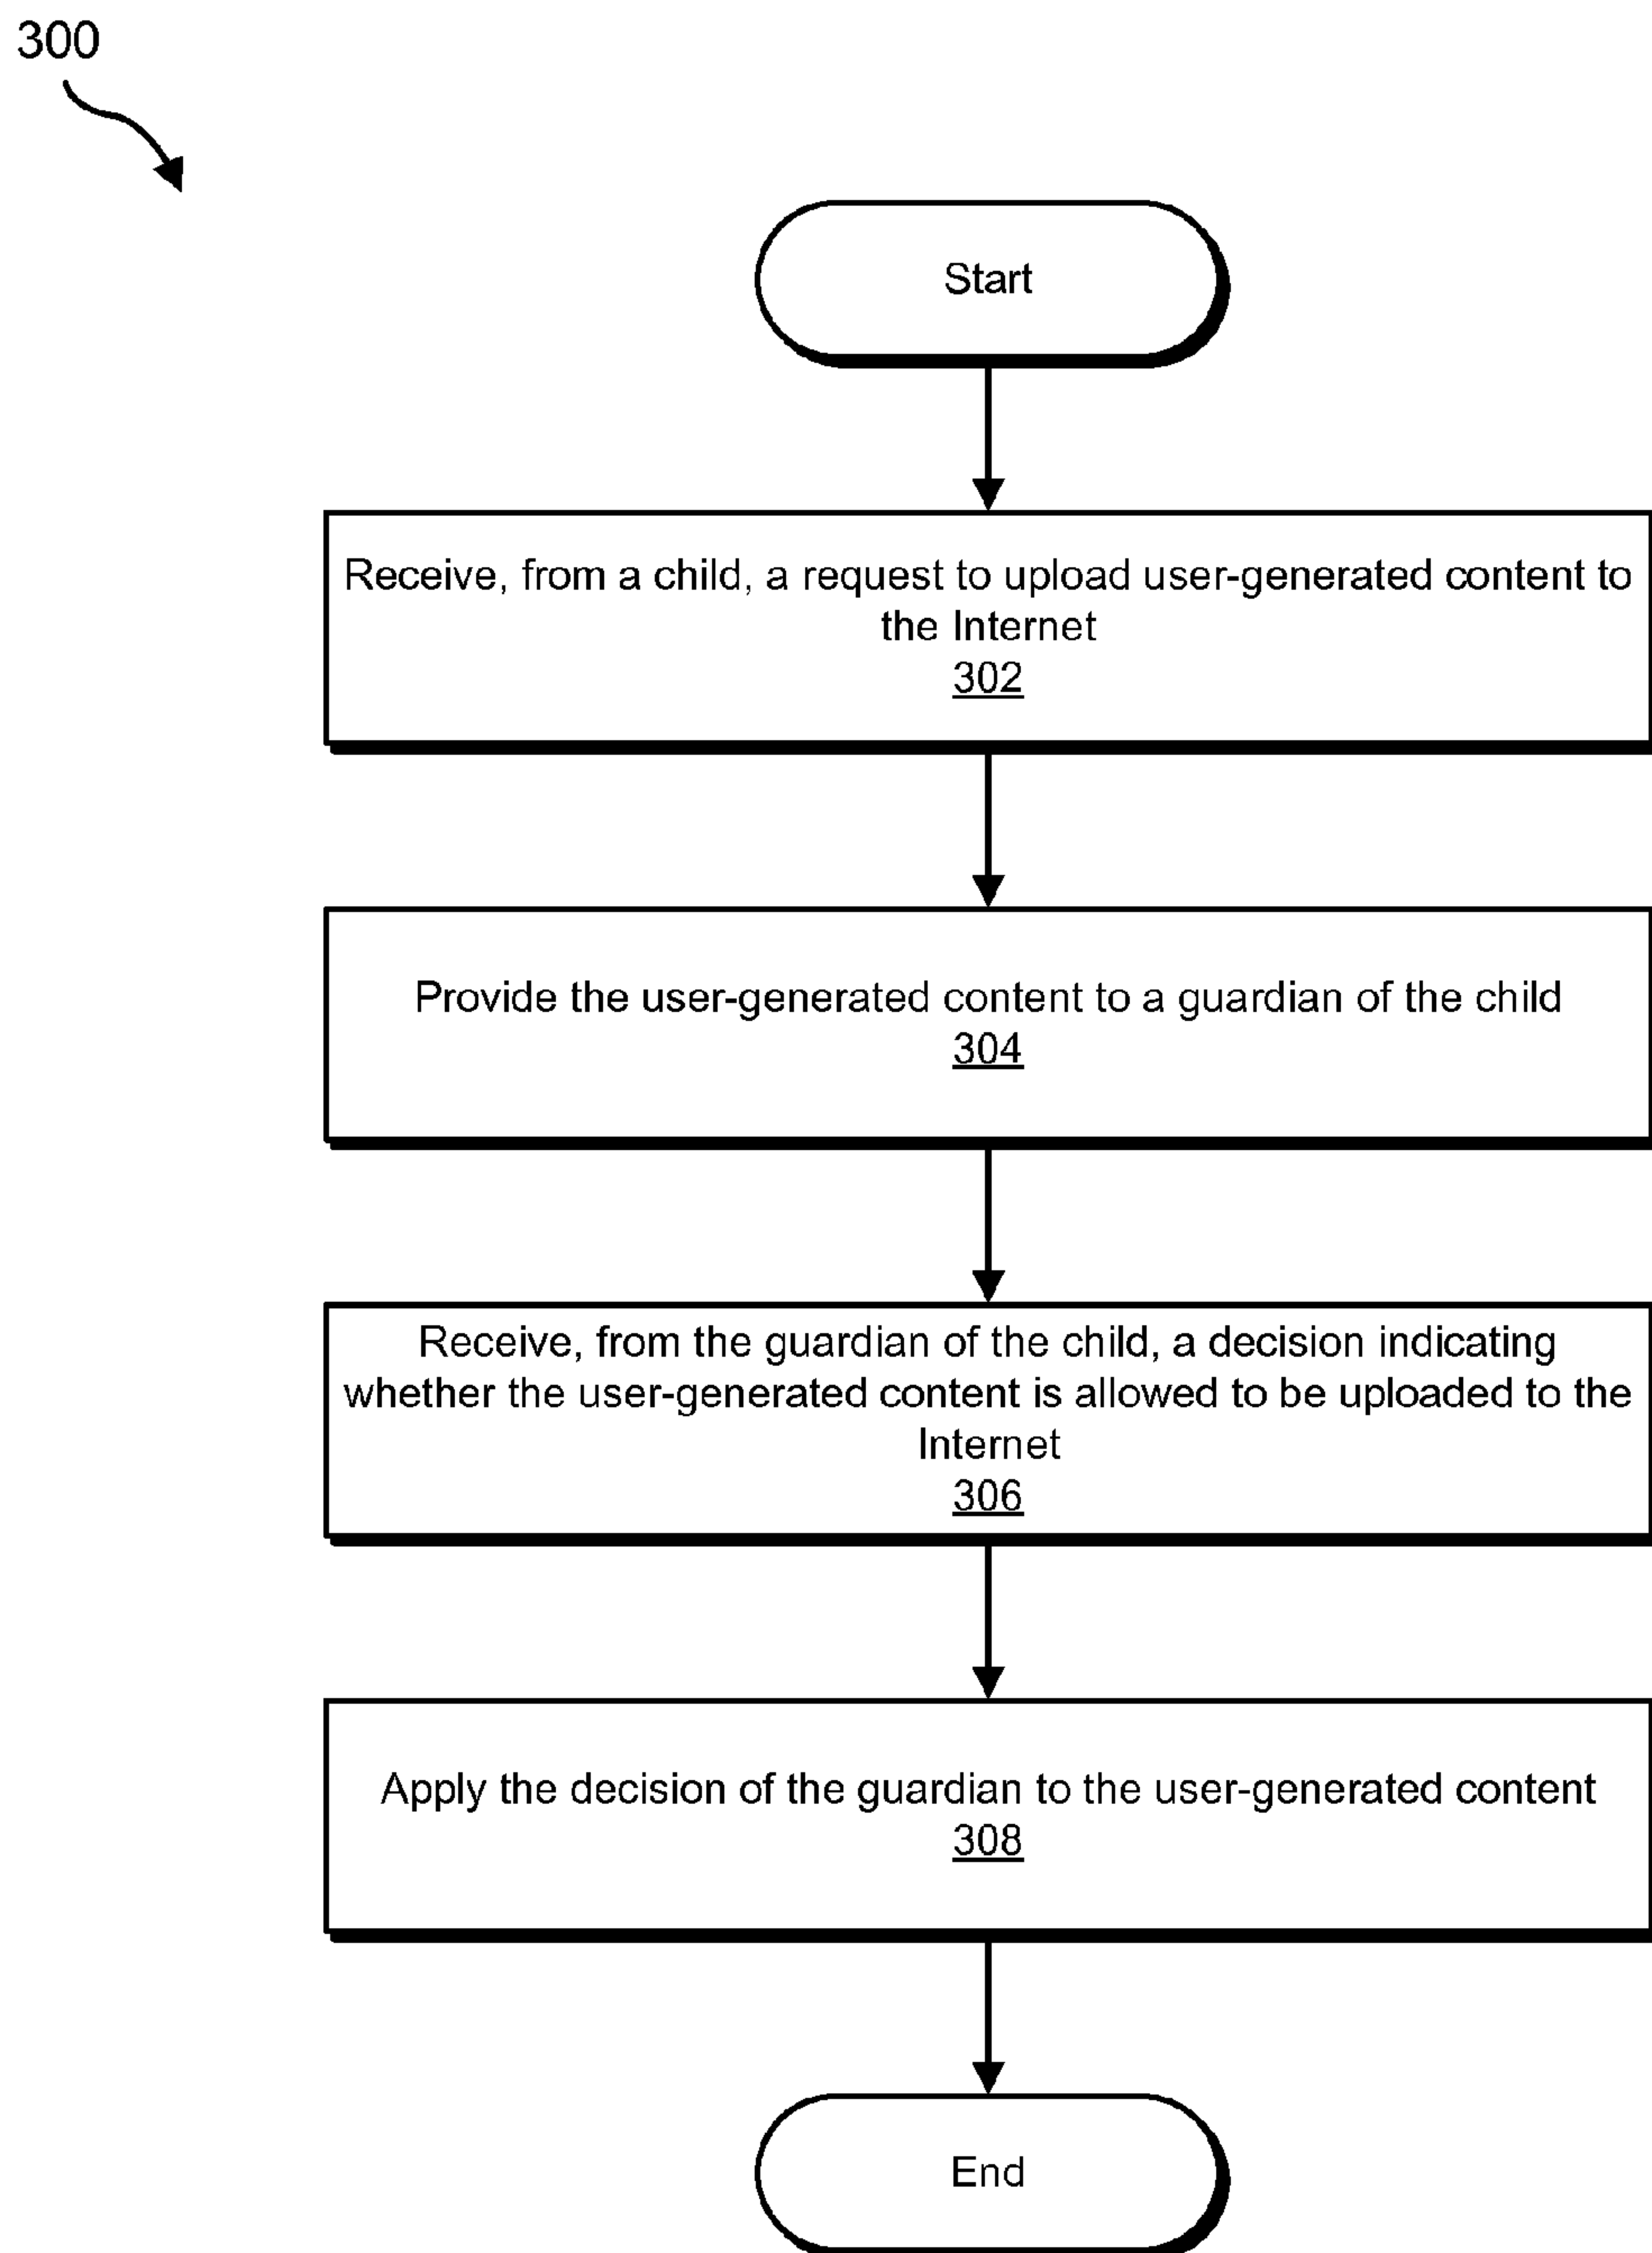 300
Start
Receive, from a child, a request to upload user-generated content to
the Internet
302
Provide the user-generated content to a guardian of the child
304
Receive, from the guardian of the child, a decision indicating
whether the user-generated content is allowed to be uploaded to the
Internet
306
Apply the decision of the guardian to the user-generated content
308
End